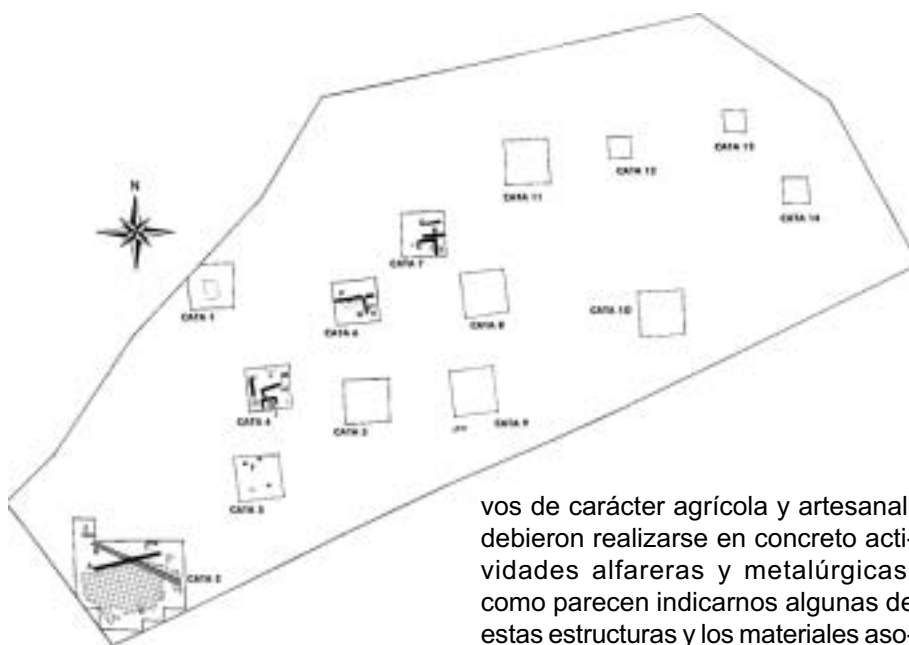 CATA 13
CATA 12
N
CATA 11
CATA 14
CATA 7
CATA 1
CATA 6
CATA 8
CATA 10
CATA 4
CATA 5
CATA 9
CATA 3
CATA 2
vos de carácter agrícola y artesanal
debieron realizarse en concreto acti-
vidades alfareras y metalúrgicas
como parecen indicarnos algunas de
estas estructuras y los materiales aso-